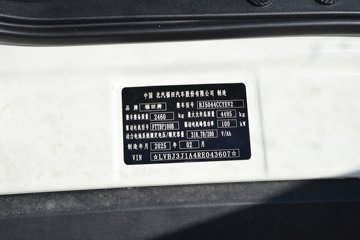 中国 北汽福田汽车股份有限公司 制造
品牌 福田牌 整车型号 BJ5044CCYEV2
整车整备质量 2460 kg 最大允许总质量 4495 kg
驱动电机型号 FTTBP100B 驱动电机峰值功率 100 kW
动力电池系统额定电压/额定容量 316.78/200 V/Ah
制造年月 2025 年 02 月
VIN ☆LVBJ3J1A4RE043607☆